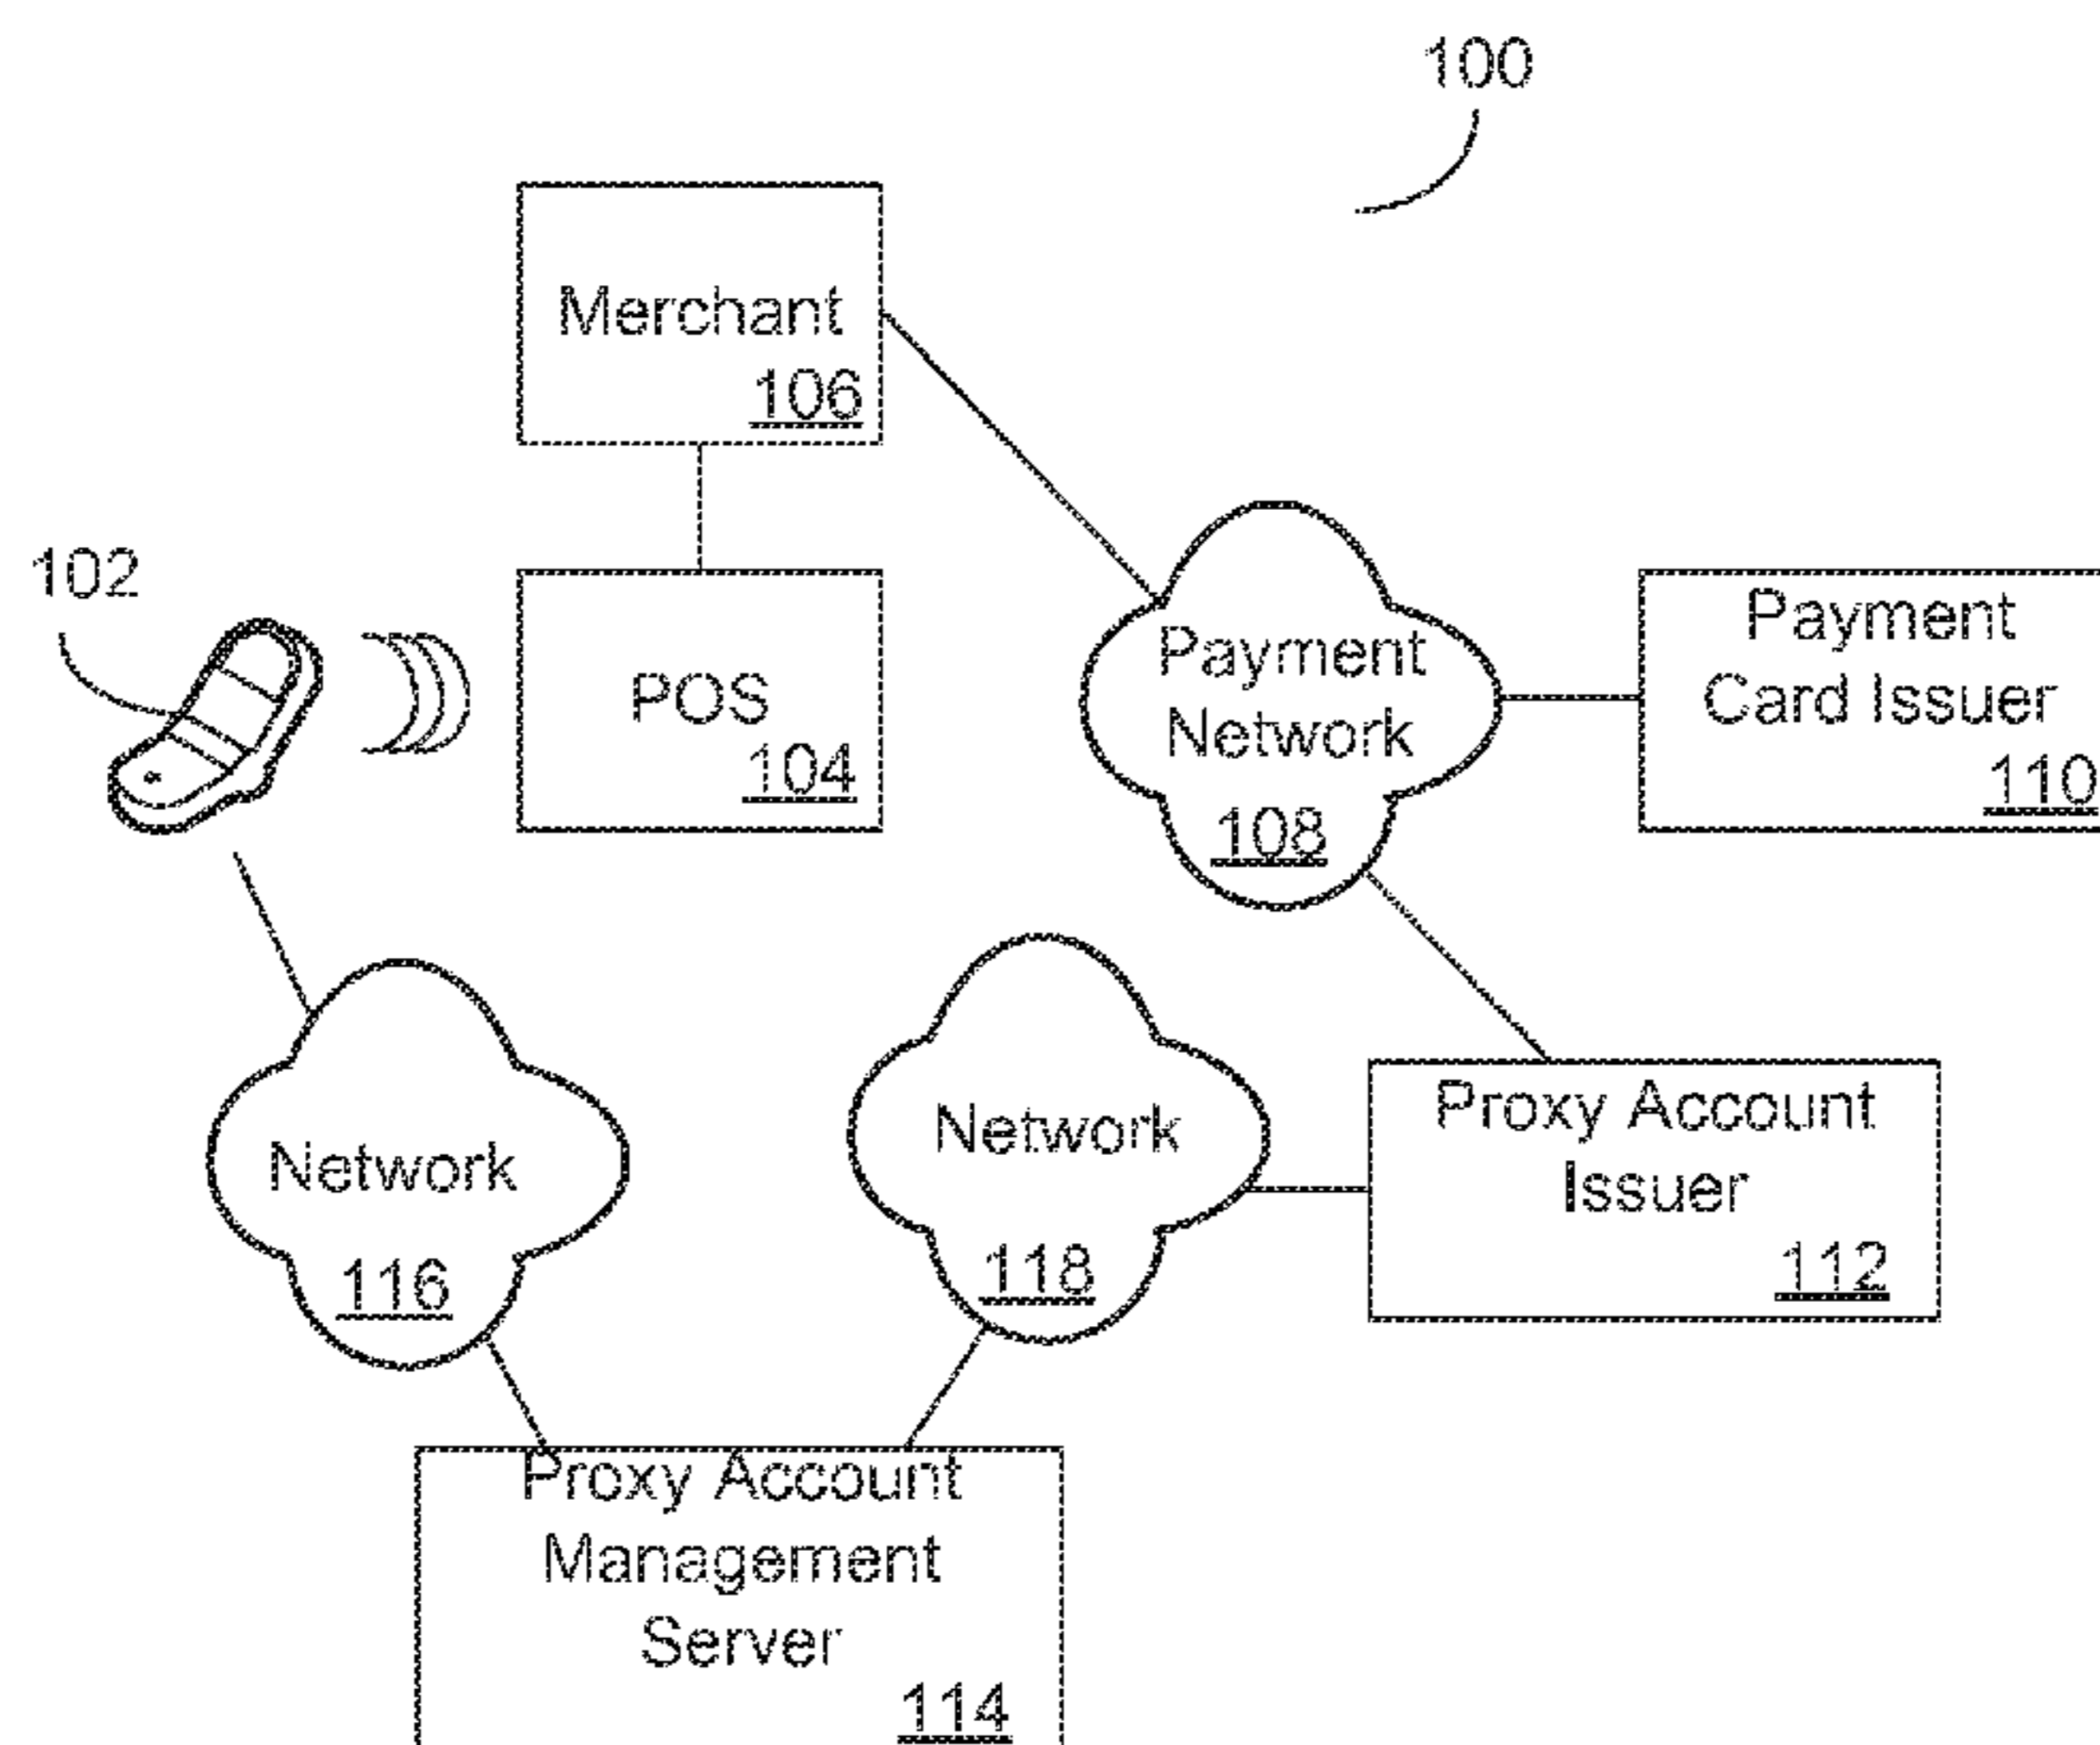 100
Merchant
106
102
POS
104
Payment
Network
108
Payment
Card Issuer
110
Network
116
Network
118
Proxy Account
Issuer
112
Proxy Account
Management
Server
114